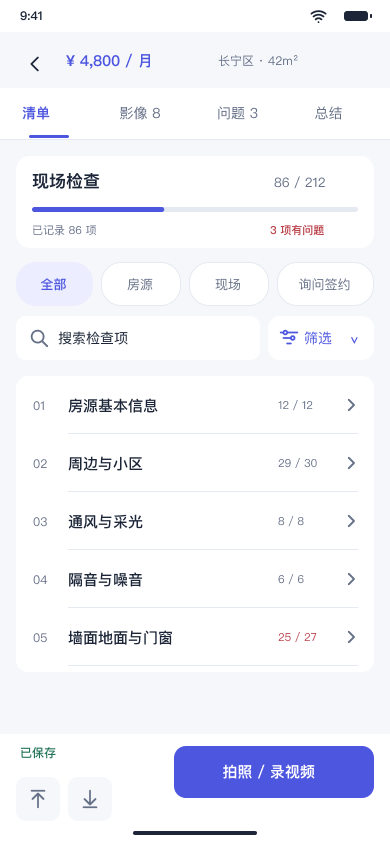 9:41
¥ 4,800 / 月 长宁区 · 42m²
清单 影像 8 问题 3 总结
现场检查 86 / 212
已记录 86 项 3 项有问题
全部 房源 现场 询问签约
搜索检查项 筛选
01 房源基本信息 12 / 12
02 周边与小区 29 / 30
03 通风与采光 8 / 8
04 隔音与噪音 6 / 6
05 墙面地面与门窗 25 / 27
已保存
拍照 / 录视频